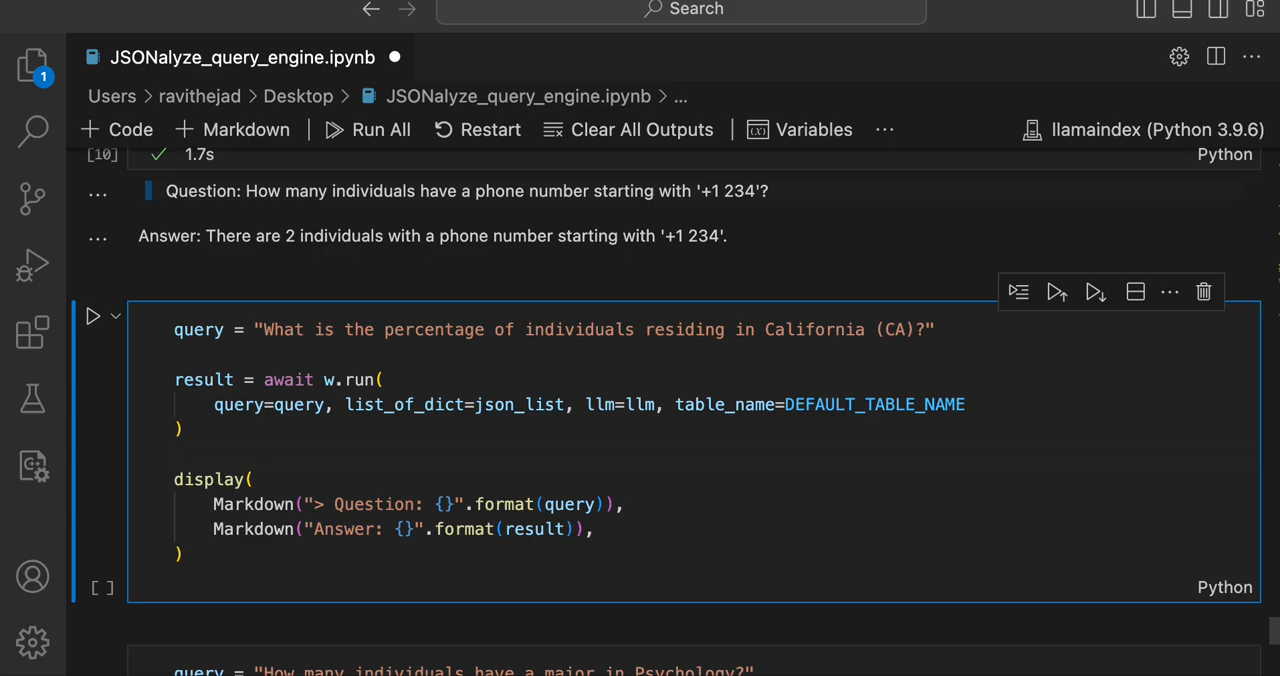 Search
JSONalyze_query_engine.ipynb
1
Users > ravithejad > Desktop > JSONalyze_query_engine.ipynb > ...
+ Code + Markdown | Run All Restart Clear All Outputs | (x) Variables ... llamaindex (Python 3.9.6)
[10] ✓ 1.7s Python
... Question: How many individuals have a phone number starting with '+1 234'?
... Answer: There are 2 individuals with a phone number starting with '+1 234'.
query = "What is the percentage of individuals residing in California (CA)?"
result = await w.run(
query=query, list_of_dict=json_list, llm=llm, table_name=DEFAULT_TABLE_NAME
)
display(
Markdown("> Question: {}".format(query)),
Markdown("Answer: {}".format(result)),
)
[ ] Python
query = "How many individuals have a major in Psychology?"